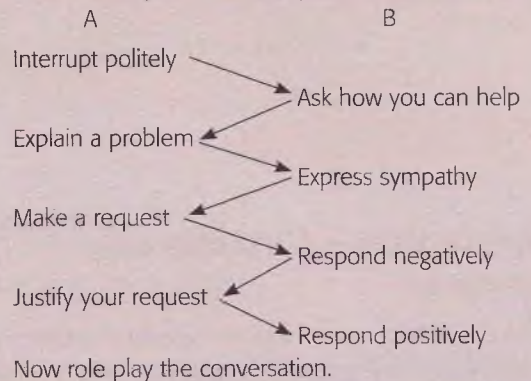 A B
Interrupt politely
Ask how you can help
Explain a problem
Express sympathy
Make a request
Respond negatively
Justify your request
Respond positively
Now role play the conversation.